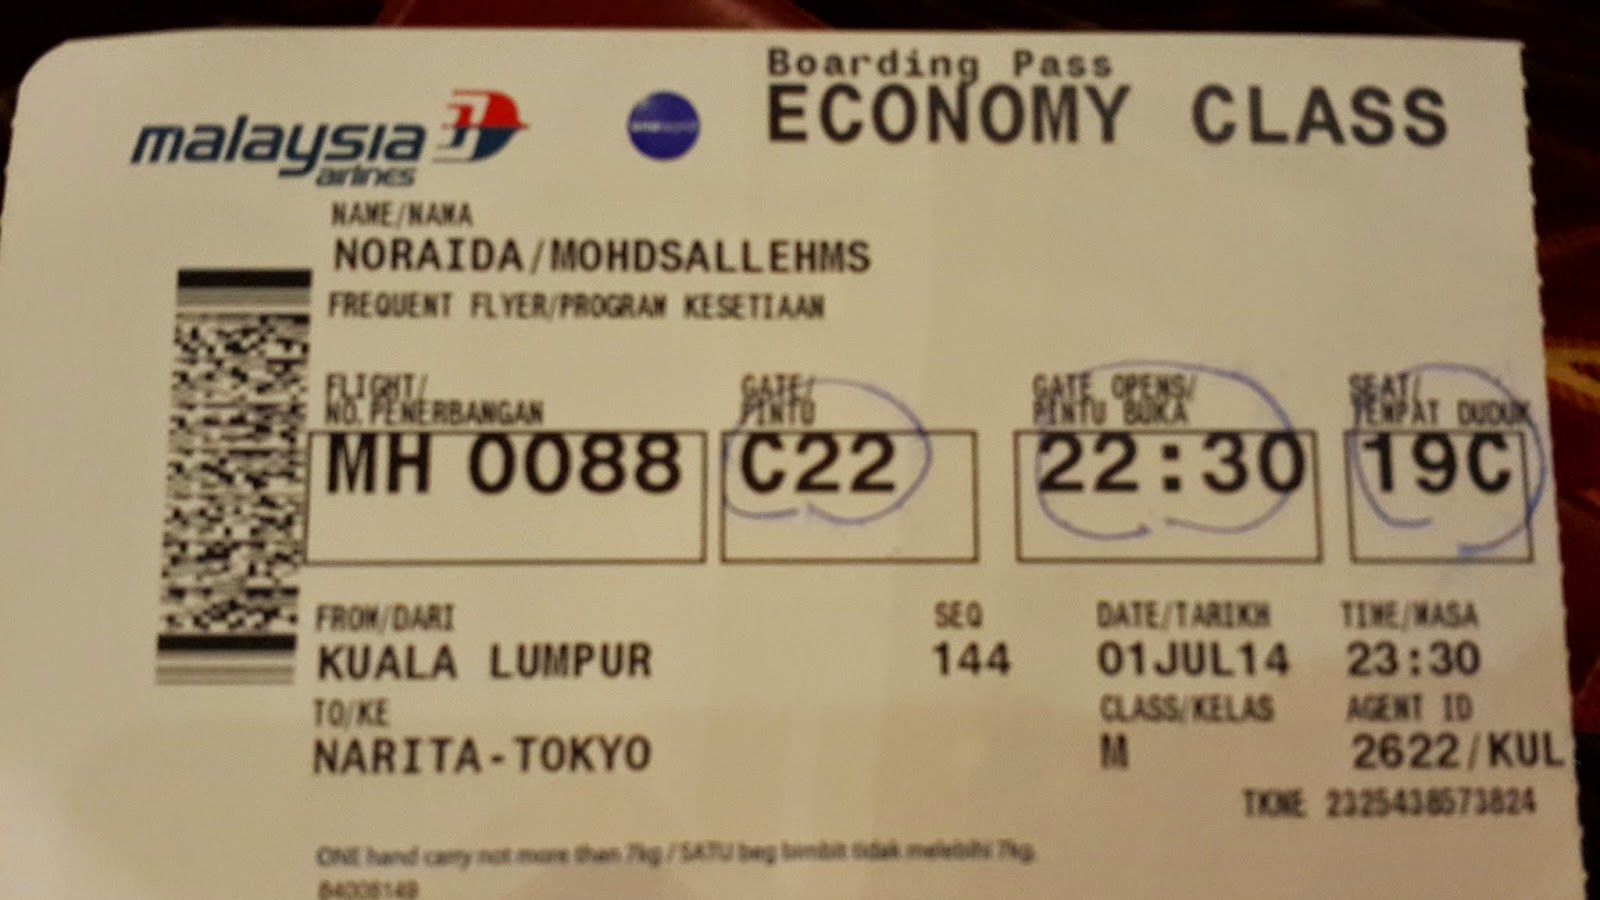 malaysia
airlines
oneworld
Boarding Pass
ECONOMY CLASS
NAME/NAMA
NORAIDA/MOHDSALLEHMS
FREQUENT FLYER/PROGRAM KESETIAAN
FLIGHT/
NO. PENERBANGAN
MH 0088
GATE/
PINTU
C22
GATE OPENS/
PINTU BUKA
22:30
SEAT/
TEMPAT DUDUK
19C
FROM/DARI
KUALA LUMPUR
SEQ
144
DATE/TARIKH
01JUL14
TIME/MASA
23:30
TO/KE
NARITA-TOKYO
CLASS/KELAS
M
AGENT ID
2622/KUL
TKNE 2325438573824
ONE hand carry not more than 7kg / SATU beg bimbit tidak melebihi 7kg.